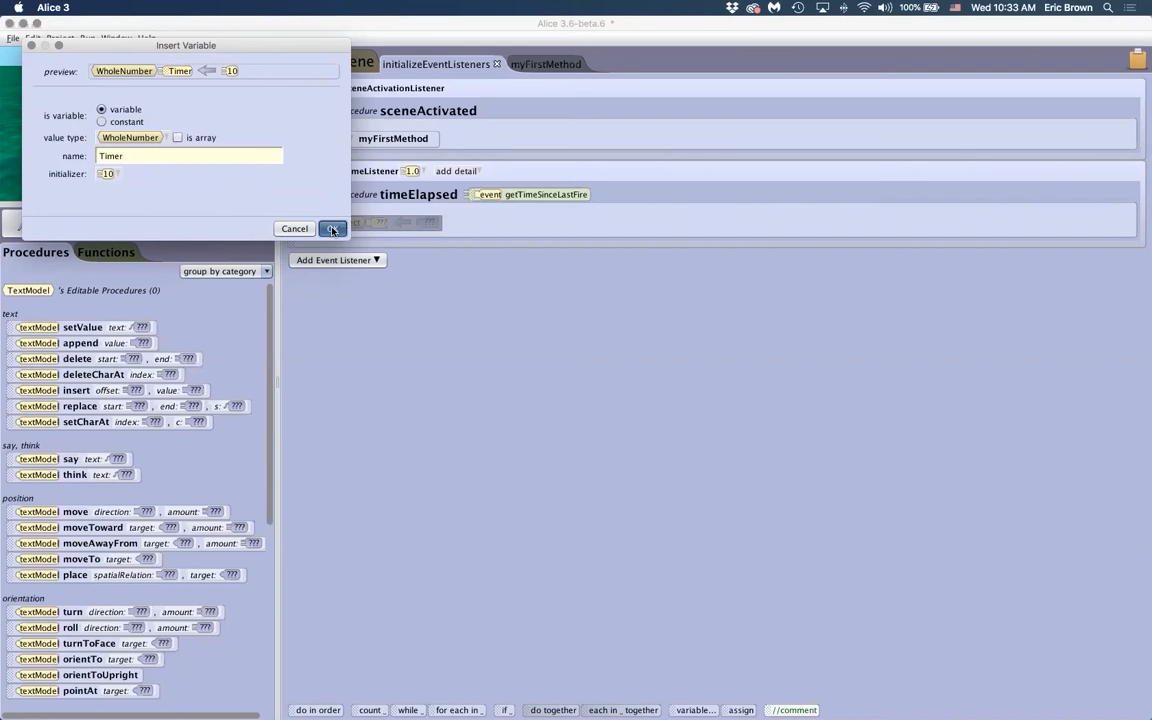 Alice 3
100%
Wed 10:33 AM Eric Brown
Alice 3.6-beta.6 *
File Edit Project Run Window Help
Insert Variable
preview: WholeNumber Timer 10
is variable: variable
constant
value type: WholeNumber is array
name: Timer
initializer: 10
Cancel OK
ene initializeEventListeners × myFirstMethod
ceneActivationListener
cedure sceneActivated
myFirstMethod
meListener 1.0 add detail
cedure timeElapsed event getTimeSinceLastFire
???
Add Event Listener ▼
Procedures Functions
group by category
TextModel 's Editable Procedures (0)
text
textModel setValue text: ???
textModel append value: ???
textModel delete start: ??? , end: ???
textModel deleteCharAt index: ???
textModel insert offset: ??? , value: ???
textModel replace start: ??? , end: ??? , s: ???
textModel setCharAt index: ??? , c: ???
say, think
textModel say text: ???
textModel think text: ???
position
textModel move direction: ??? , amount: ???
textModel moveToward target: ??? , amount: ???
textModel moveAwayFrom target: ??? , amount: ???
textModel moveTo target: ???
textModel place spatialRelation: ??? , target: ???
orientation
textModel turn direction: ??? , amount: ???
textModel roll direction: ??? , amount: ???
textModel turnToFace target: ???
textModel orientTo target: ???
textModel orientToUpright
textModel pointAt target: ???
do in order count _ while _ for each in _ if _ do together each in _ together variable... assign //comment